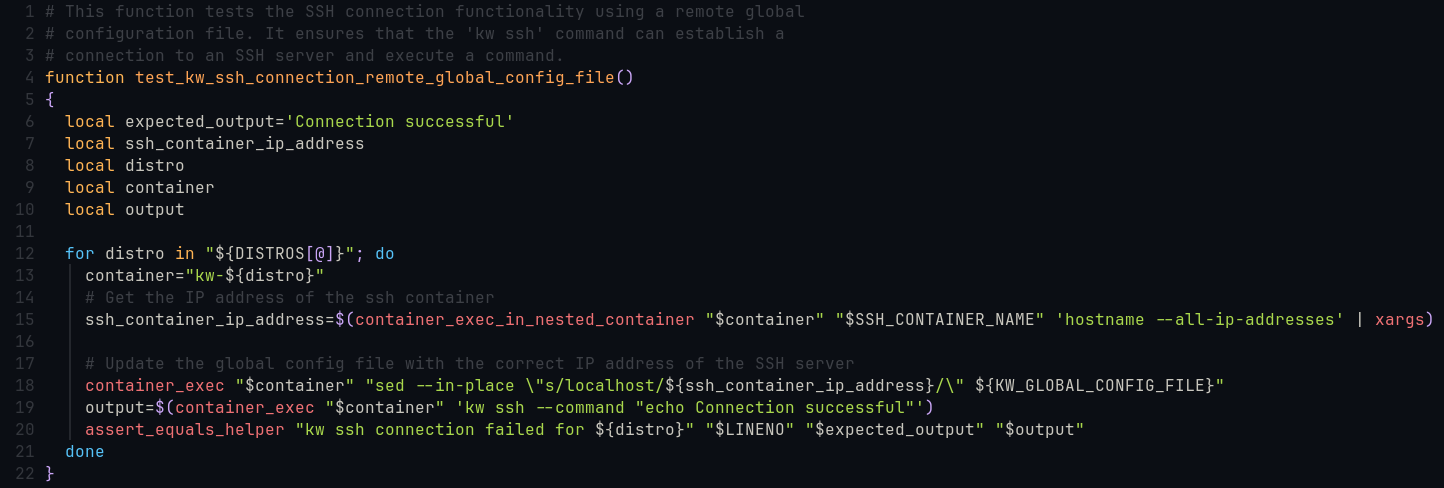 1 # This function tests the SSH connection functionality using a remote global
2 # configuration file. It ensures that the 'kw ssh' command can establish a
3 # connection to an SSH server and execute a command.
4 function test_kw_ssh_connection_remote_global_config_file()
5 {
6   local expected_output='Connection successful'
7   local ssh_container_ip_address
8   local distro
9   local container
10   local output
11
12   for distro in "${DISTROS[@]}"; do
13     container="kw-${distro}"
14     # Get the IP address of the ssh container
15     ssh_container_ip_address=$(container_exec_in_nested_container "$container" "$SSH_CONTAINER_NAME" 'hostname --all-ip-addresses' | xargs)
16
17     # Update the global config file with the correct IP address of the SSH server
18     container_exec "$container" "sed --in-place \"s/localhost/${ssh_container_ip_address}/\" ${KW_GLOBAL_CONFIG_FILE}"
19     output=$(container_exec "$container" 'kw ssh --command "echo Connection successful"')
20     assert_equals_helper "kw ssh connection failed for ${distro}" "$LINENO" "$expected_output" "$output"
21   done
22 }